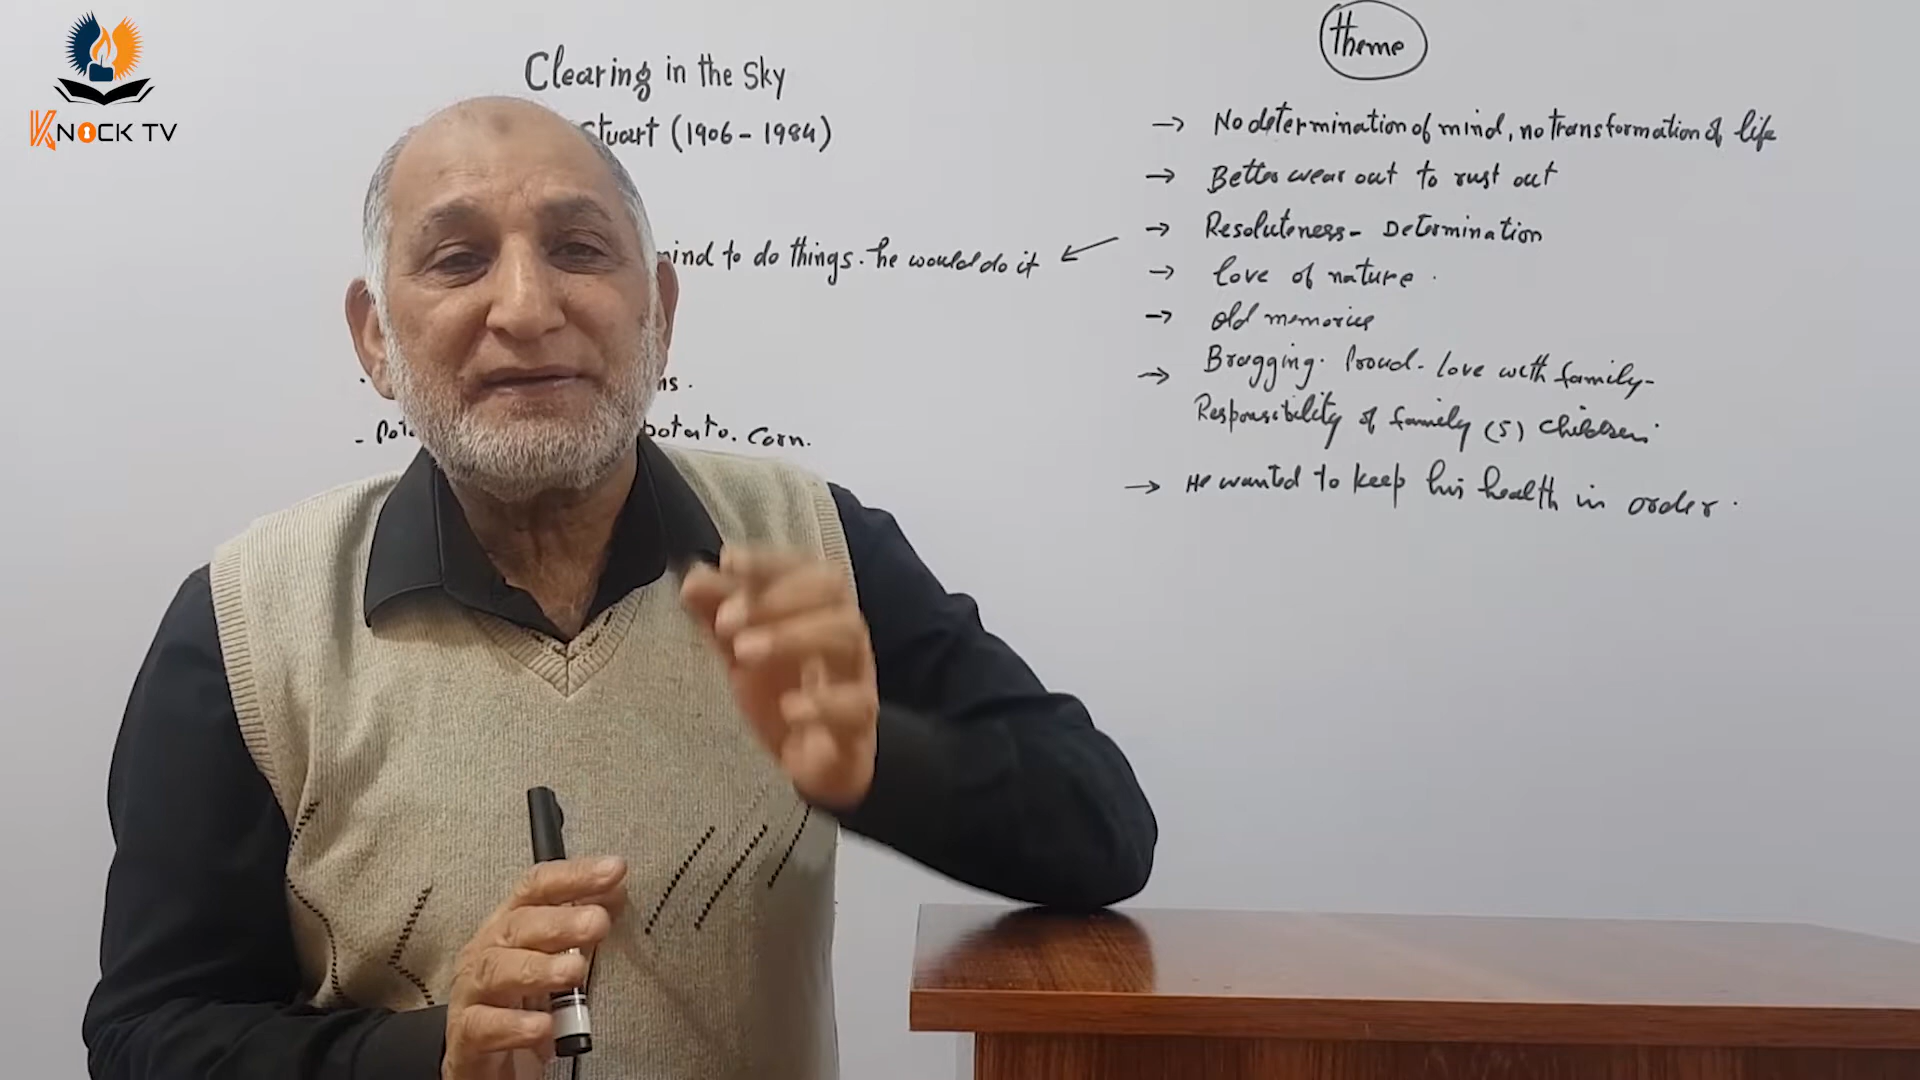 KNOCK TV
Clearing in the Sky
Stuart (1906 - 1984)
mind to do things. he would do it
ns.
- Pot
potato. Corn.
Theme
→ No determination of mind, no transformation of life
→ Better wear out to rust out
→ Resoluteness - Determination
→ love of nature.
→ old memories
→ Bragging. Proud - love with family -
Responsibility of family (5) children
→ He wanted to keep his health in order.